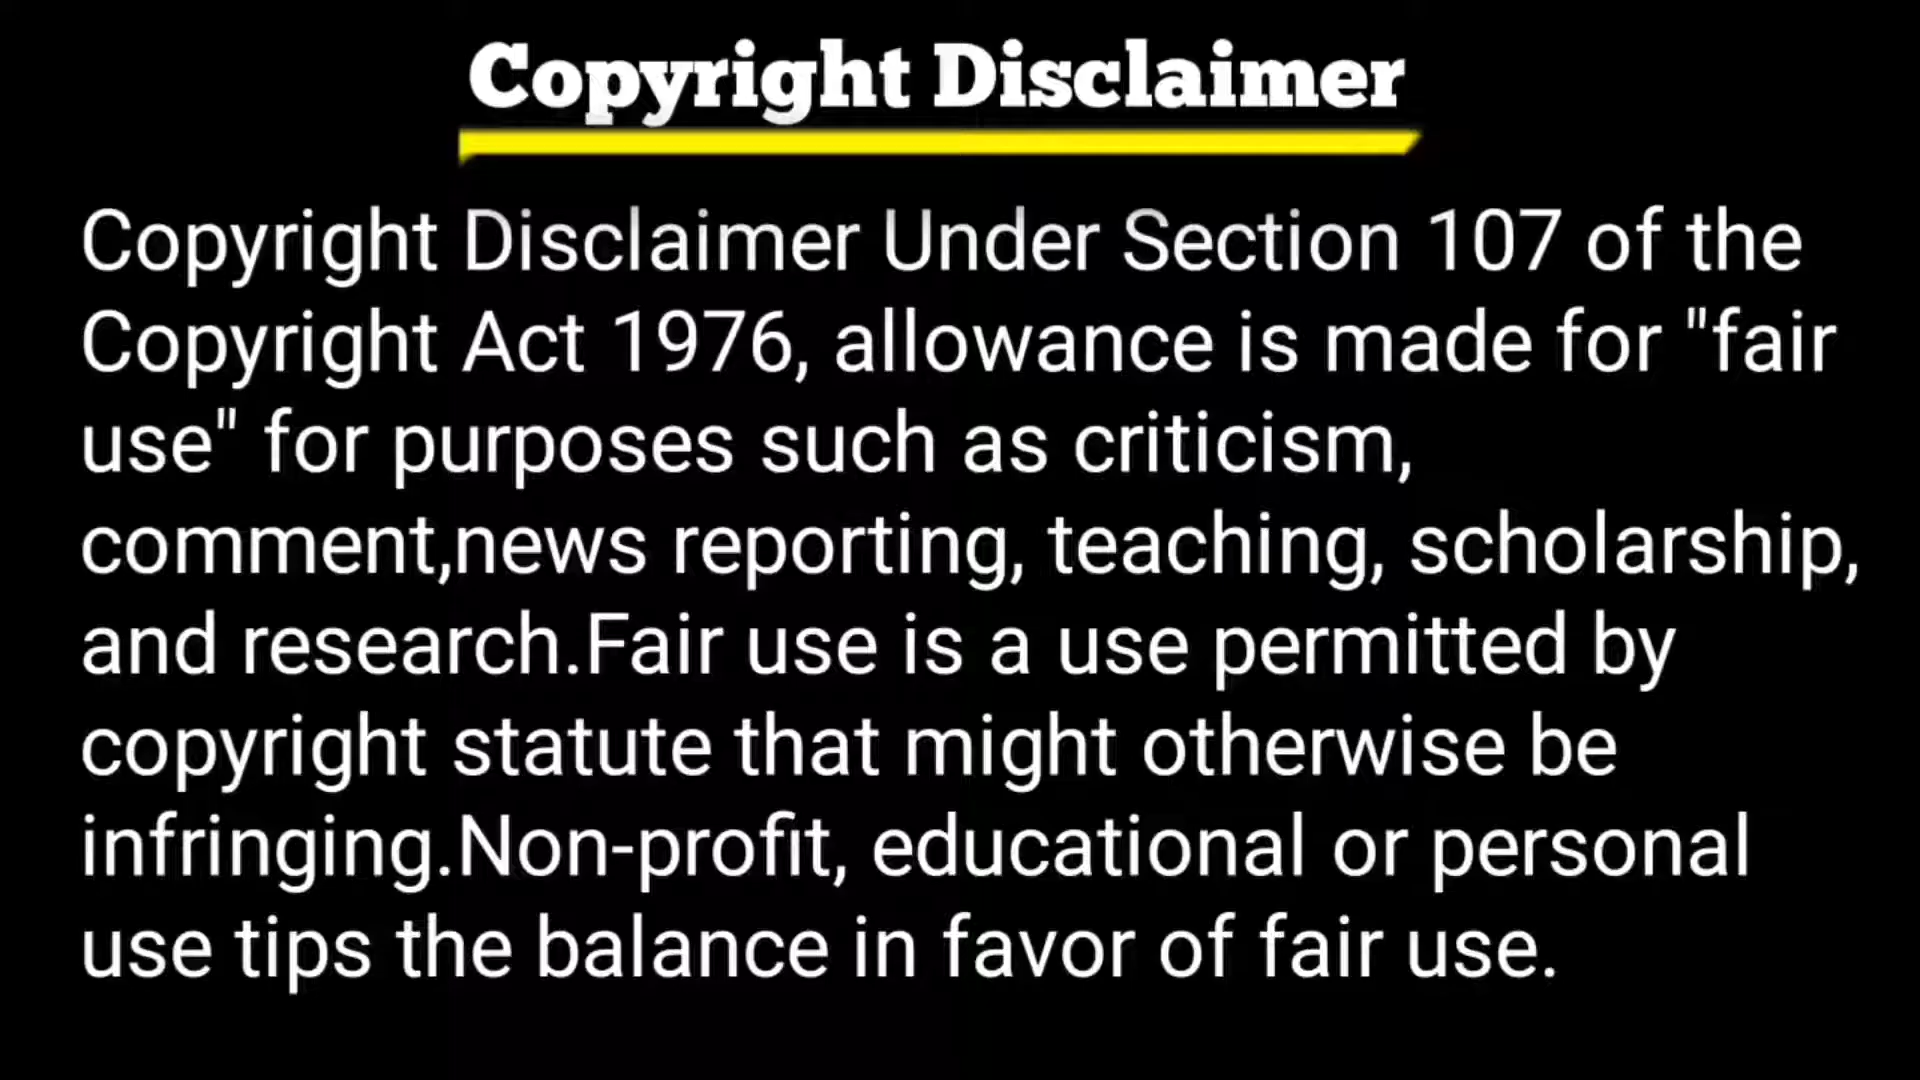 Copyright Disclaimer
Copyright Disclaimer Under Section 107 of the
Copyright Act 1976, allowance is made for "fair
use" for purposes such as criticism,
comment,news reporting, teaching, scholarship,
and research.Fair use is a use permitted by
copyright statute that might otherwise be
infringing.Non-profit, educational or personal
use tips the balance in favor of fair use.